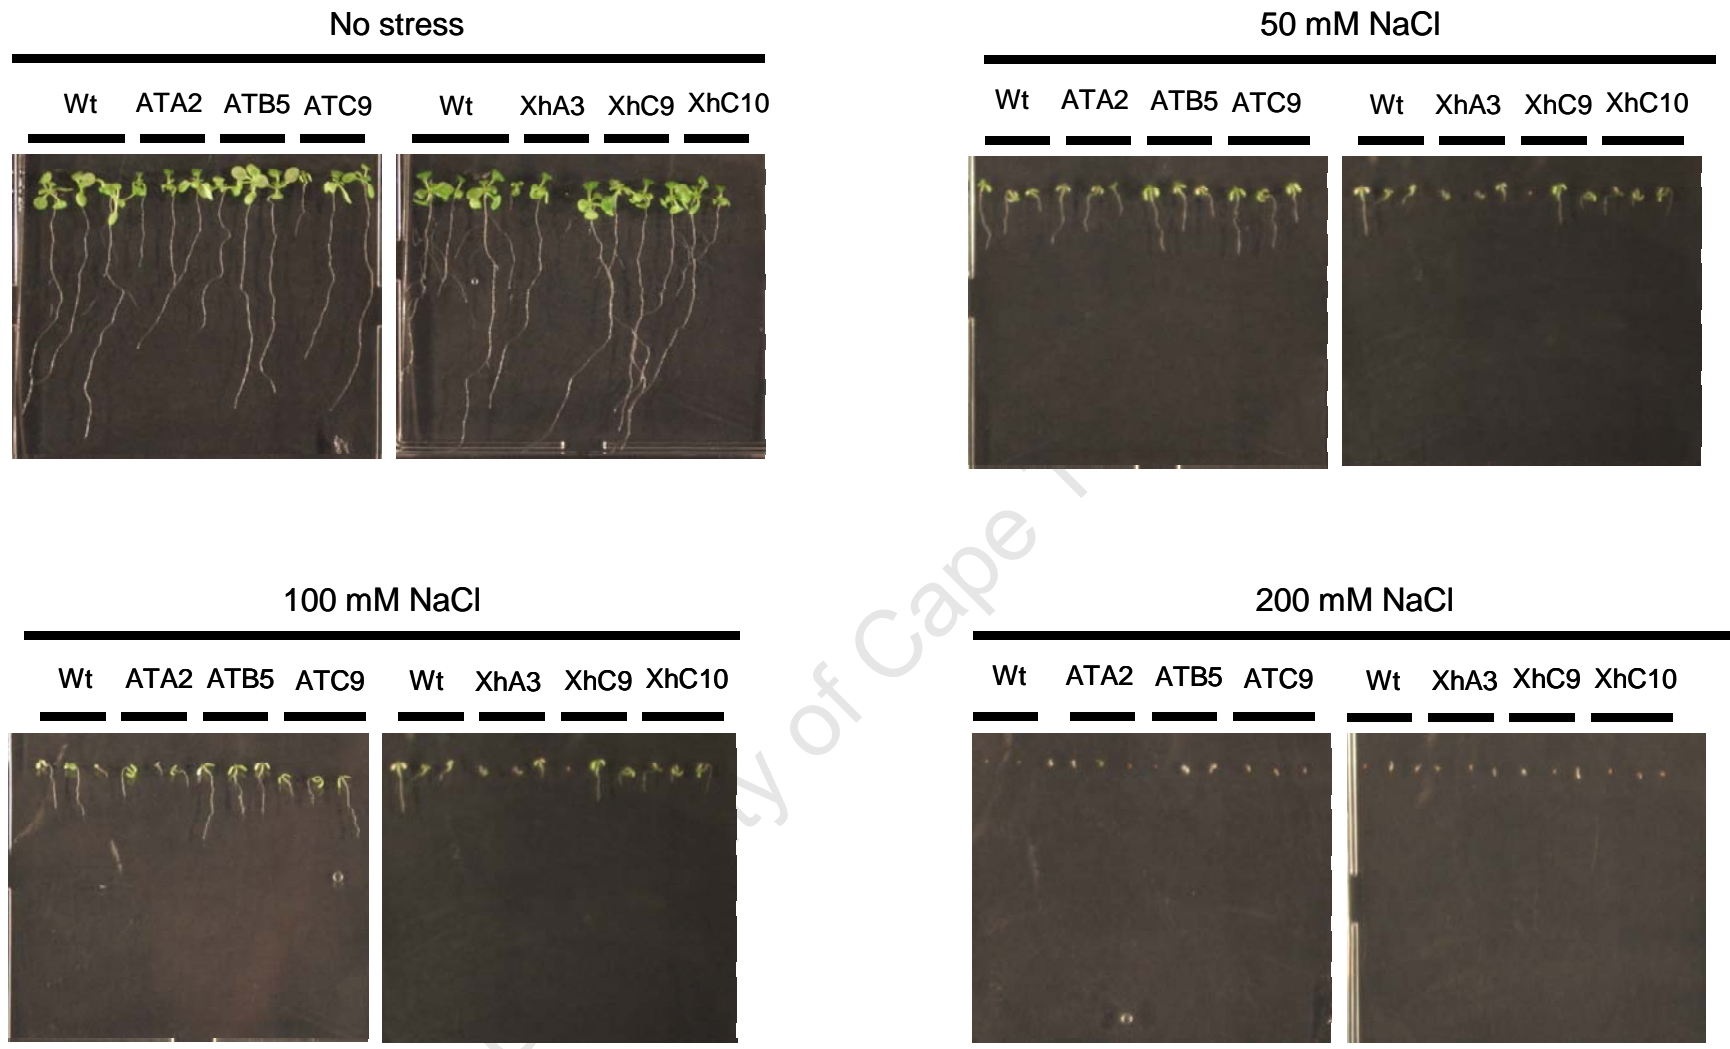 No stress
Wt ATA2 ATB5 ATC9 Wt XhA3 XhC9 XhC10
50 mM NaCl
Wt ATA2 ATB5 ATC9 Wt XhA3 XhC9 XhC10
100 mM NaCl
Wt ATA2 ATB5 ATC9 Wt XhA3 XhC9 XhC10
200 mM NaCl
Wt ATA2 ATB5 ATC9 Wt XhA3 XhC9 XhC10
of Cape